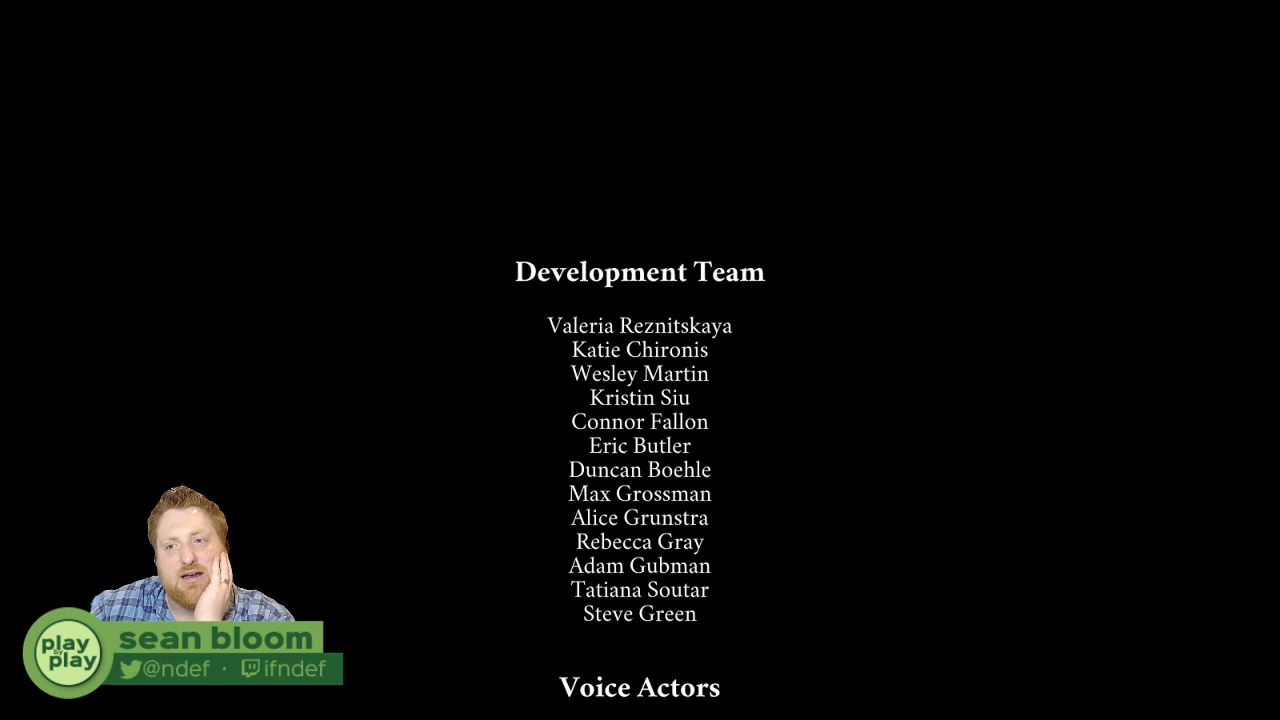 Development Team
Valeria Reznitskaya
Katie Chironis
Wesley Martin
Kristin Siu
Connor Fallon
Eric Butler
Duncan Boehle
Max Grossman
Alice Grunstra
Rebecca Gray
Adam Gubman
Tatiana Soutar
Steve Green
Voice Actors
play
by
play
sean bloom
@ndef · ifndef